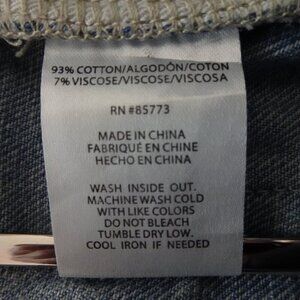 93% COTTON/ALGODÓN/COTON
7% VISCOSE/VISCOSE/VISCOSA
RN #85773
MADE IN CHINA
FABRIQUÉ EN CHINE
HECHO EN CHINA
WASH INSIDE OUT.
MACHINE WASH COLD
WITH LIKE COLORS
DO NOT BLEACH
TUMBLE DRY LOW.
COOL IRON IF NEEDED